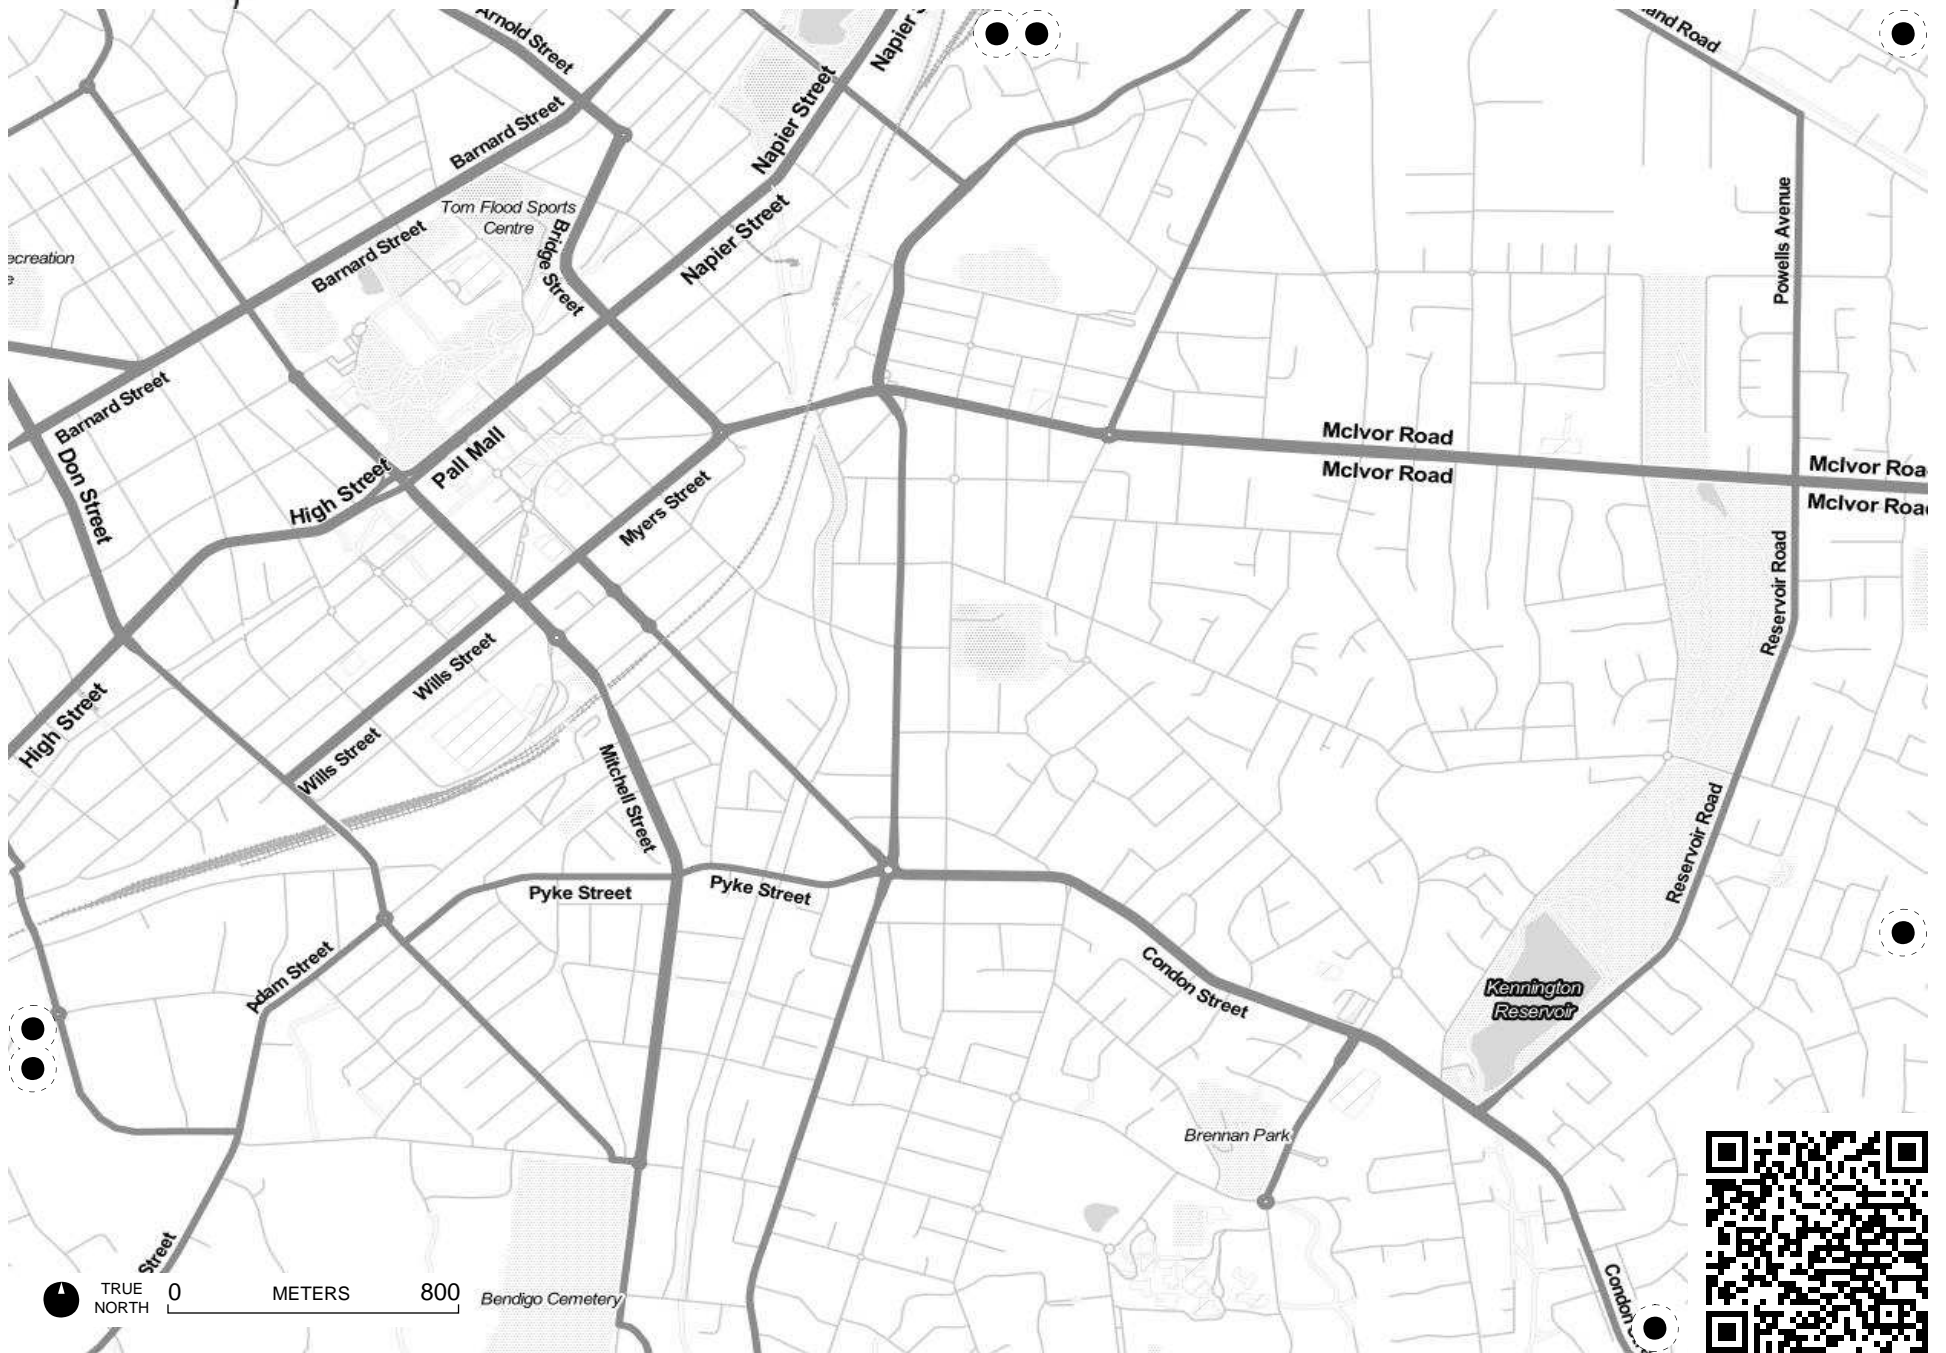 Arnold Street
Napier
Road
Barnard Street
Napier Street
Tom Flood Sports
Centre
Bridge Street
Barnard Street
Napier Street
Powells Avenue
Barnard Street
Don Street
High Street
Pall Mall
McIvor Road
McIvor Road
McIvor Roa
McIvor Roa
Myers Street
Reservoir Road
High Street
Wills Street
Wills Street
Mitchell Street
Reservoir Road
Pyke Street
Pyke Street
Adam Street
Condon Street
Kennington
Reservoir
Brennan Park
Street
TRUE
NORTH
0 METERS 800
Bendigo Cemetery
Condon